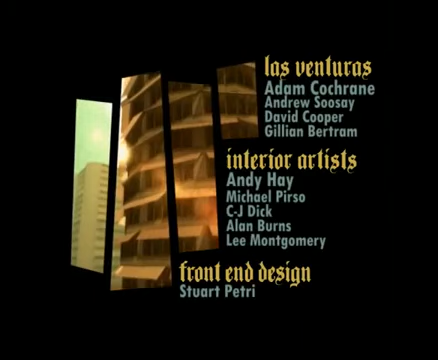 las venturas
Adam Cochrane
Andrew Soosay
David Cooper
Gillian Bertram
interior artists
Andy Hay
Michael Pirso
C-J Dick
Alan Burns
Lee Montgomery
front end design
Stuart Petri